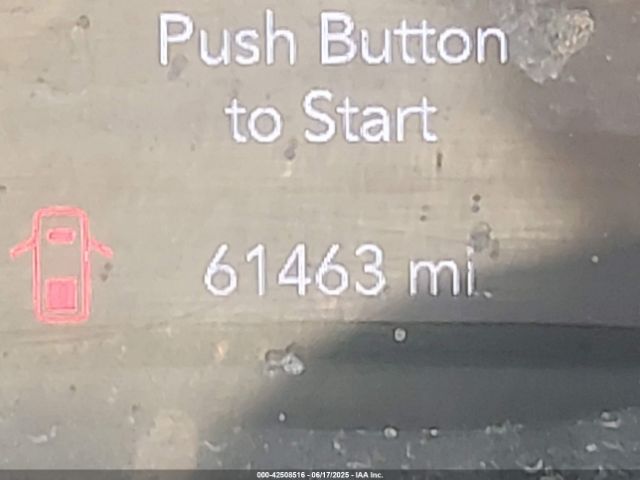 Push Button
to Start
61463 mi
000-42508516 - 06/17/2025 - IAA Inc.